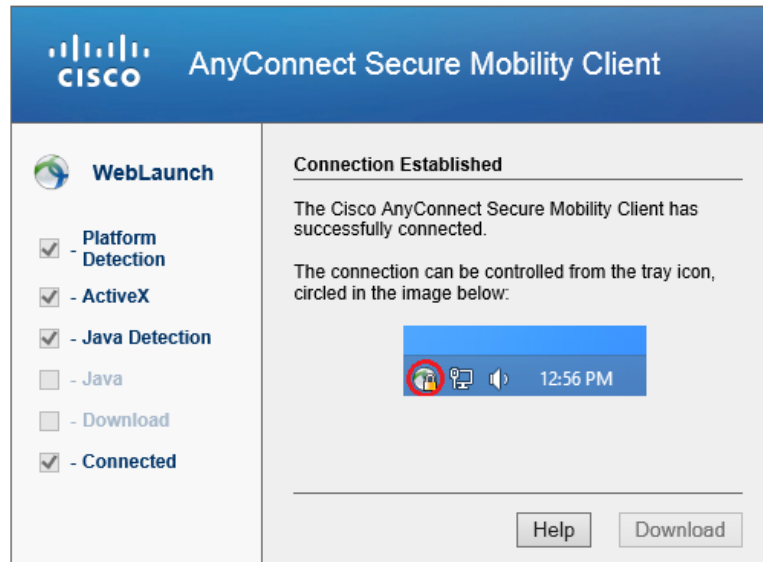 CISCO
AnyConnect Secure Mobility Client
WebLaunch
- Platform
Detection
- ActiveX
- Java Detection
- Java
- Download
- Connected
Connection Established
The Cisco AnyConnect Secure Mobility Client has
successfully connected.
The connection can be controlled from the tray icon,
circled in the image below:
12:56 PM
Help
Download